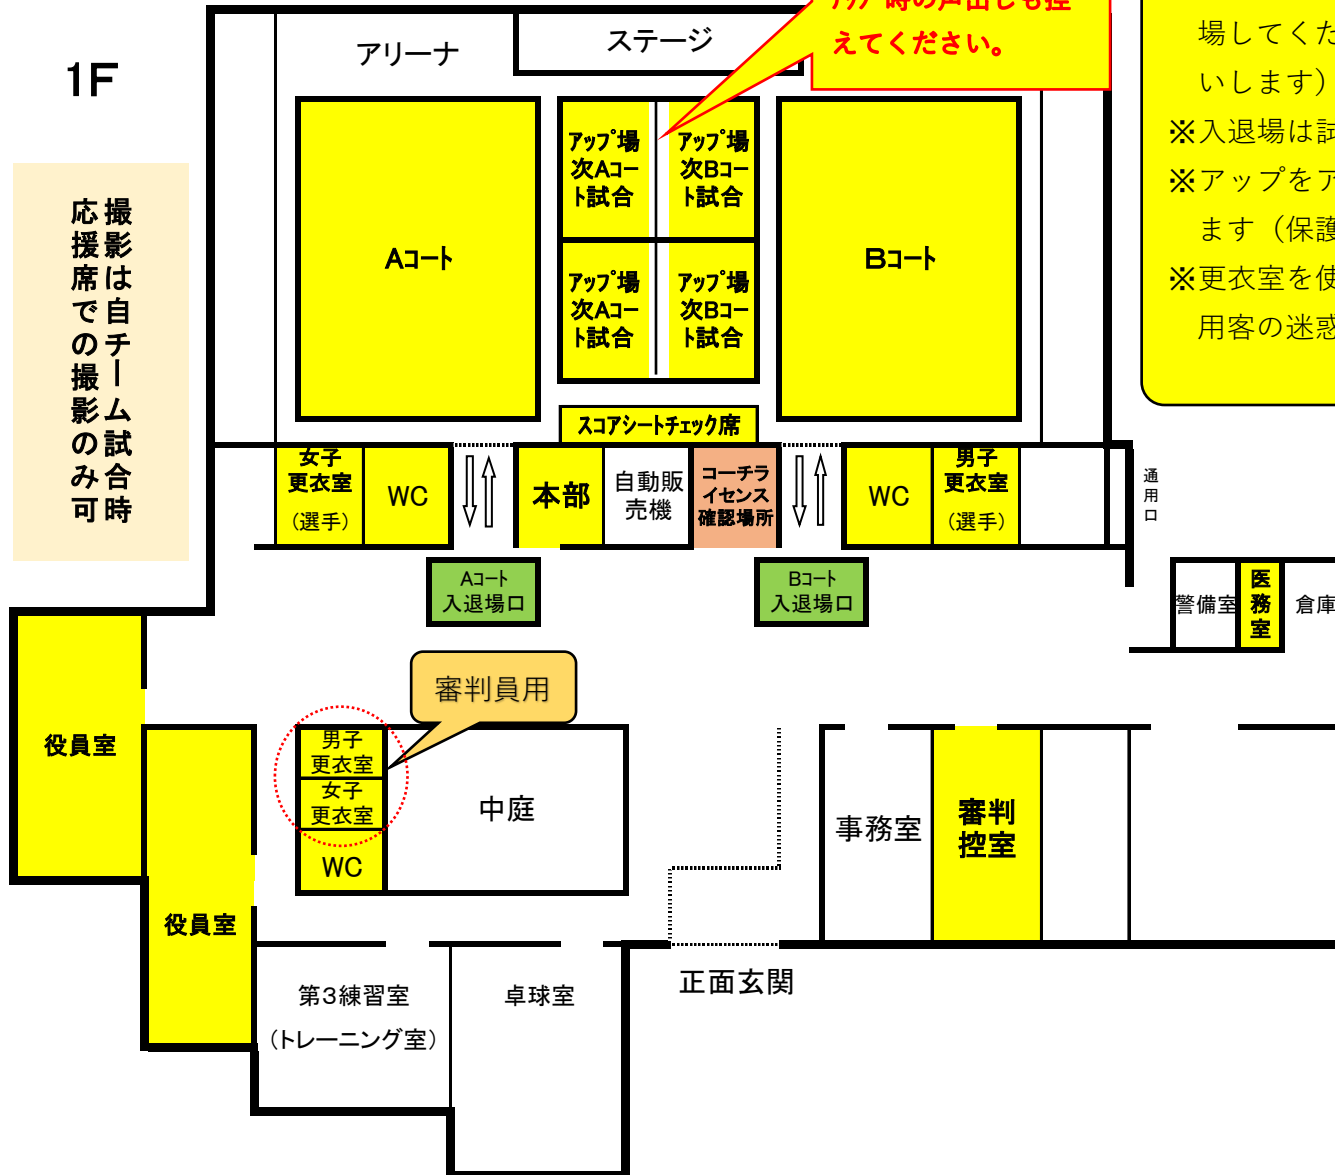 1F
アリーナ
ステージ
アップ時の声出しも控
えてください。
場してくだ
いします）
※入退場は試
※アップをア
ます（保護
※更衣室を使
用客の迷惑
撮影は自チーム試合時
応援席での撮影のみ可
Aコート
アップ場
次Aコー
ト試合
アップ場
次Bコー
ト試合
アップ場
次Aコー
ト試合
アップ場
次Bコー
ト試合
Bコート
スコアシートチェック席
女子
更衣室
（選手）
WC
本部
自動販
売機
コーチラ
イセンス
確認場所
WC
男子
更衣室
（選手）
通用口
Aコート
入退場口
Bコート
入退場口
警備室
医務室
倉庫
審判員用
役員室
男子
更衣室
女子
更衣室
WC
中庭
事務室
審判
控室
役員室
正面玄関
第3練習室
（トレーニング室）
卓球室